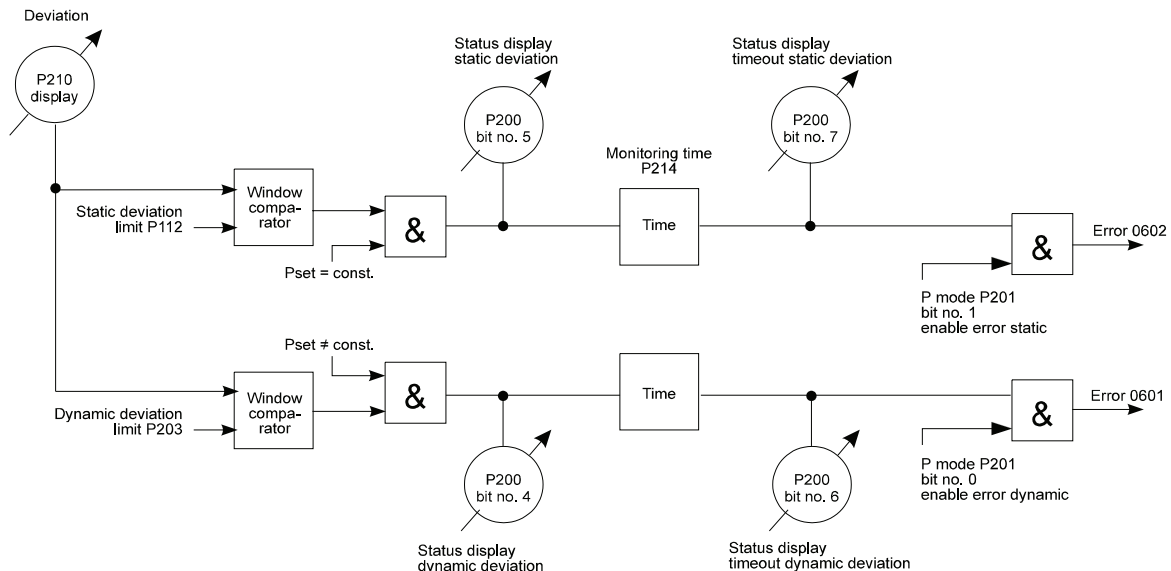 Deviation
P210
display
Status display
static deviation
P200
bit no. 5
Status display
timeout static deviation
P200
bit no. 7
Monitoring time
P214
Window
compa-
rator
Static deviation
limit P112
&
Time
Pset = const.
&
Error 0602
P mode P201
bit no. 1
enable error static
Pset ≠ const.
Window
compa-
rator
Dynamic deviation
limit P203
&
Time
&
Error 0601
P200
bit no. 4
Status display
dynamic deviation
P200
bit no. 6
Status display
timeout dynamic deviation
P mode P201
bit no. 0
enable error dynamic